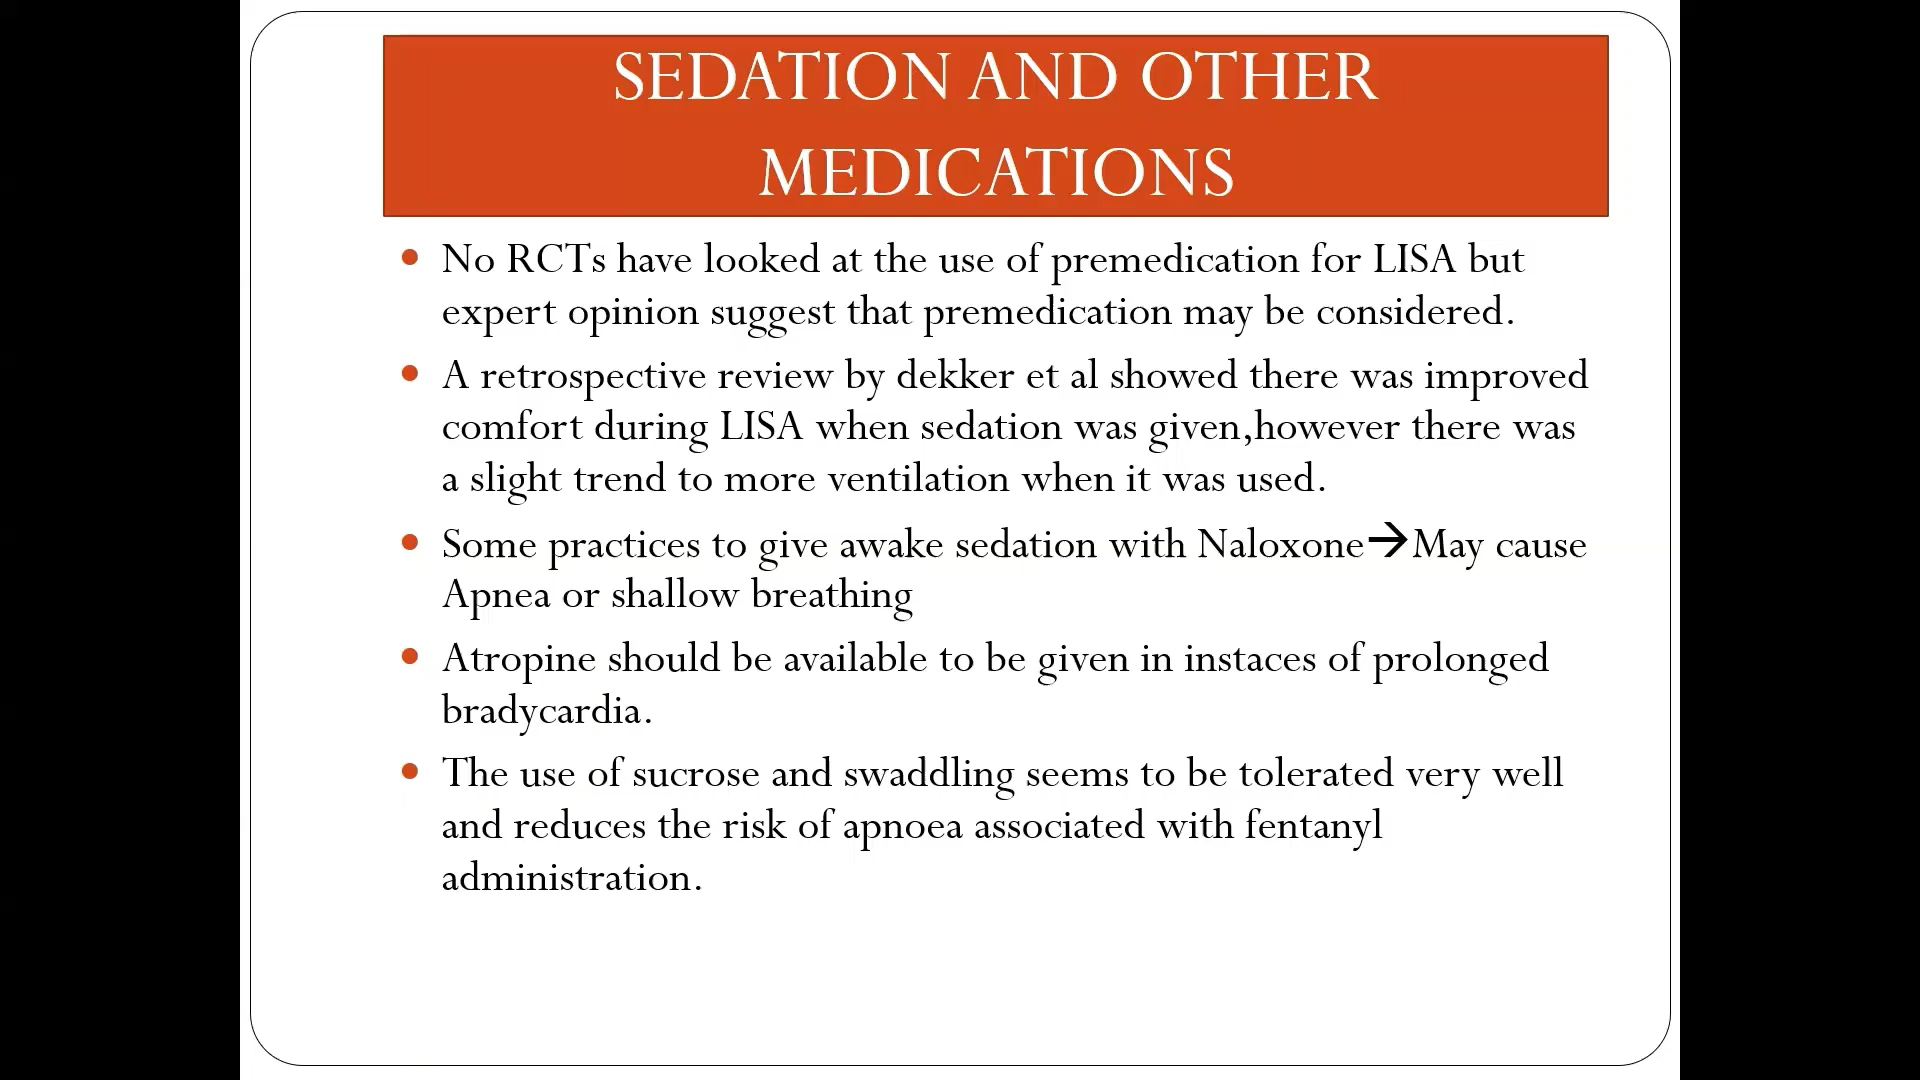 SEDATION AND OTHER
MEDICATIONS
No RCTs have looked at the use of premedication for LISA but
expert opinion suggest that premedication may be considered.
A retrospective review by dekker et al showed there was improved
comfort during LISA when sedation was given,however there was
a slight trend to more ventilation when it was used.
Some practices to give awake sedation with Naloxone→May cause
Apnea or shallow breathing
Atropine should be available to be given in instaces of prolonged
bradycardia.
The use of sucrose and swaddling seems to be tolerated very well
and reduces the risk of apnoea associated with fentanyl
administration.